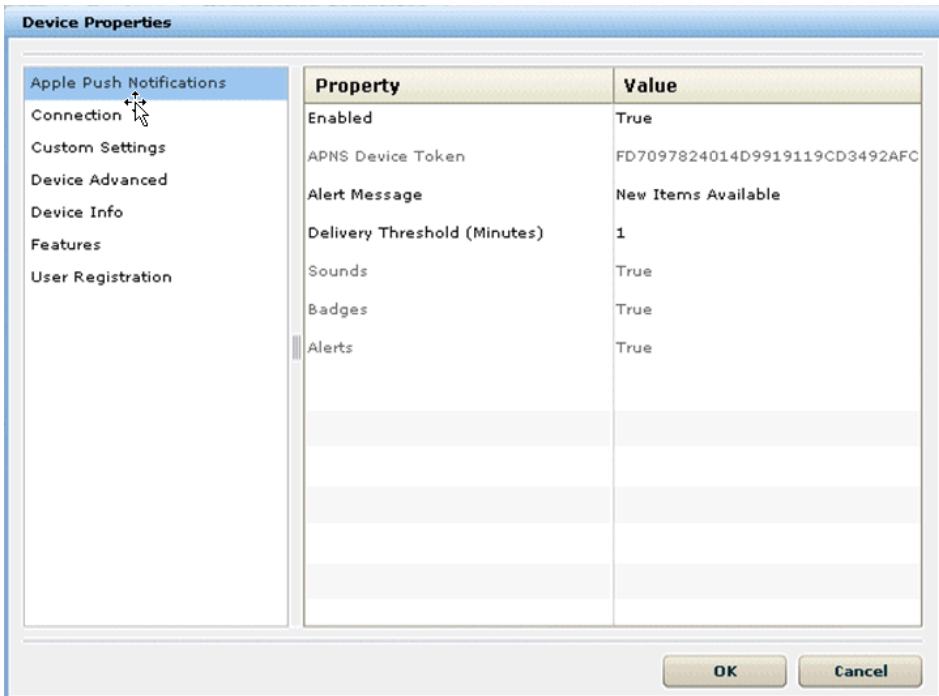 Device Properties
Apple Push Notifications
Connection
Custom Settings
Device Advanced
Device Info
Features
User Registration
Property Value
Enabled True
APNS Device Token FD7097824014D9919119CD3492AFC
Alert Message New Items Available
Delivery Threshold (Minutes) 1
Sounds True
Badges True
Alerts True
OK Cancel